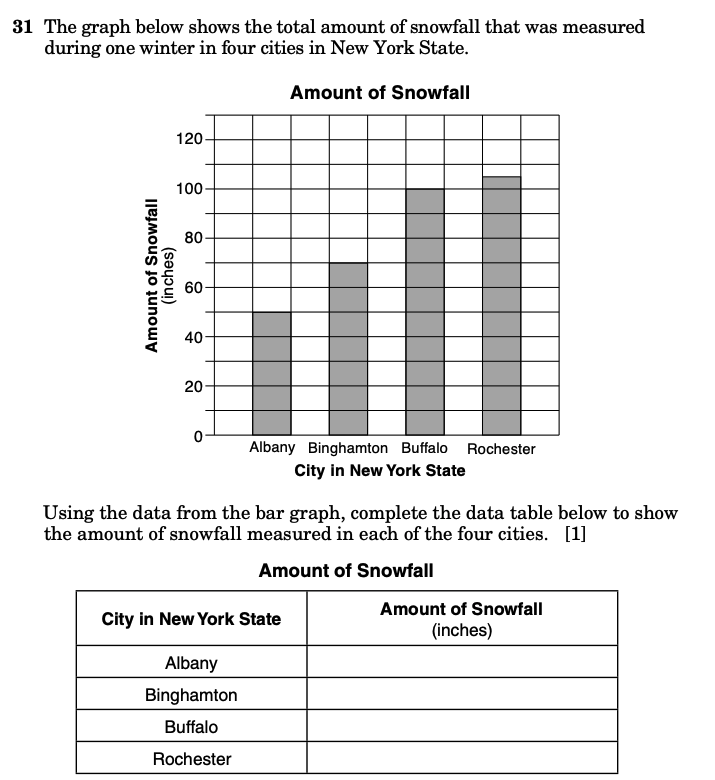 31 The graph below shows the total amount of snowfall that was measured
during one winter in four cities in New York State.
Amount of Snowfall
Amount of Snowfall
(inches)
120
100
80
60
40
20
0
Albany Binghamton Buffalo Rochester
City in New York State
Using the data from the bar graph, complete the data table below to show
the amount of snowfall measured in each of the four cities. [1]
Amount of Snowfall
City in New York State
Amount of Snowfall
(inches)
Albany
Binghamton
Buffalo
Rochester